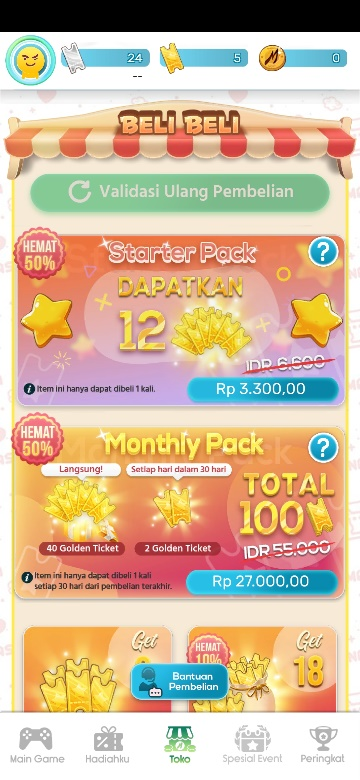 24
5
0
--
BELI BELI
Validasi Ulang Pembelian
HEMAT
50%
Starter Pack
?
DAPATKAN
12
IDR 6.600
i Item ini hanya dapat dibeli 1 kali.
Rp 3.300,00
HEMAT
50%
Monthly Pack
?
Langsung!
Setiap hari dalam 30 hari
TOTAL
100
40 Golden Ticket
2 Golden Ticket
IDR 55.000
i Item ini hanya dapat dibeli 1 kali
setiap 30 hari dari pembelian terakhir.
Rp 27.000,00
Get
HEMAT
10%
Get
18
Bantuan
Pembelian
Main Game
Hadiahku
Toko
Spesial Event
Peringkat